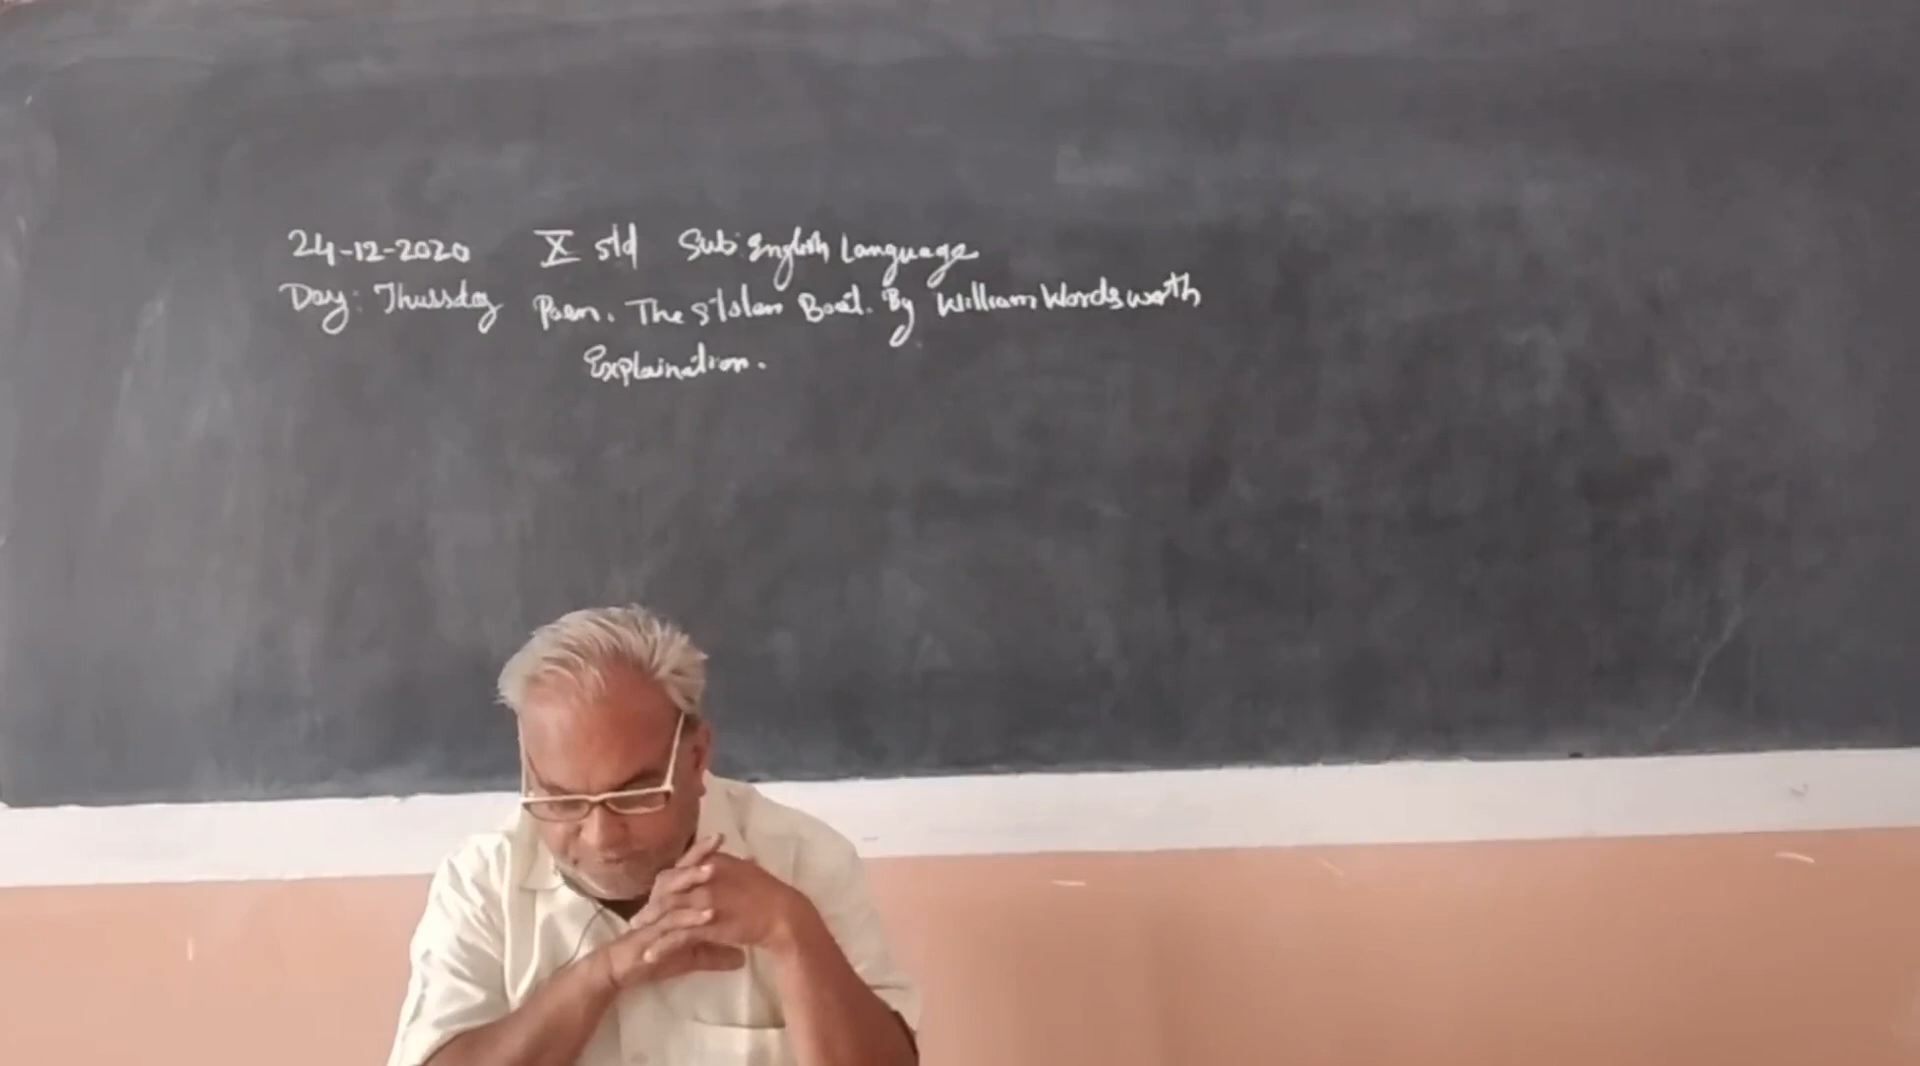 24-12-2020 X std Sub English Language
Day: Thursday Poem. The Stolen Boat. By William Wordsworth
Explaination.